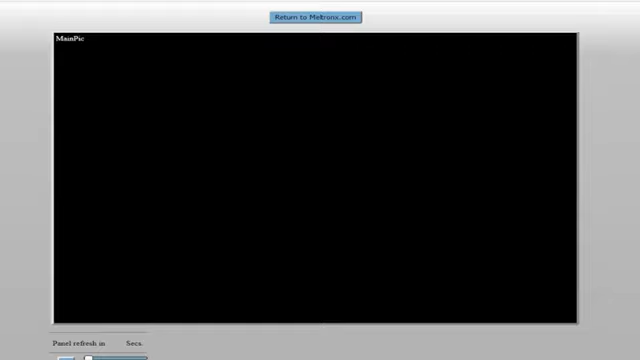 Return to Meltronx.com
MainPic
Panel refresh in Secs.